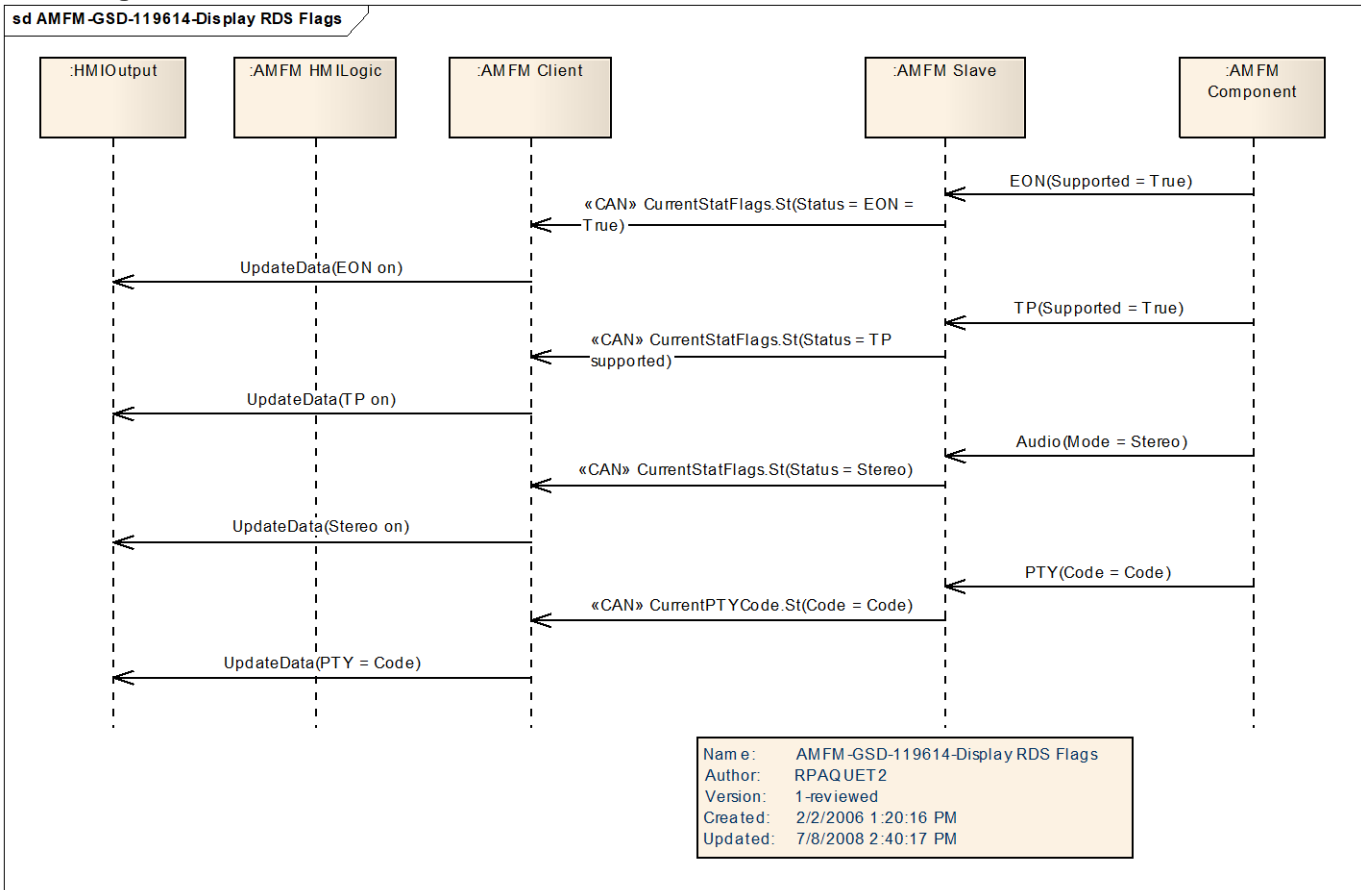 sd AMFM-GSD-119614-Display RDS Flags
:HMIOutput
:AMFM HMILogic
:AMFM Client
:AMFM Slave
:AMFM
Component
EON(Supported = True)
«CAN» CurrentStatFlags.St(Status = EON =
True)
UpdateData(EON on)
TP(Supported = True)
«CAN» CurrentStatFlags.St(Status = TP
supported)
UpdateData(TP on)
Audio(Mode = Stereo)
«CAN» CurrentStatFlags.St(Status = Stereo)
UpdateData(Stereo on)
PTY(Code = Code)
«CAN» CurrentPTYCode.St(Code = Code)
UpdateData(PTY = Code)
Name: AMFM-GSD-119614-Display RDS Flags
Author: RPAQUET2
Version: 1-reviewed
Created: 2/2/2006 1:20:16 PM
Updated: 7/8/2008 2:40:17 PM